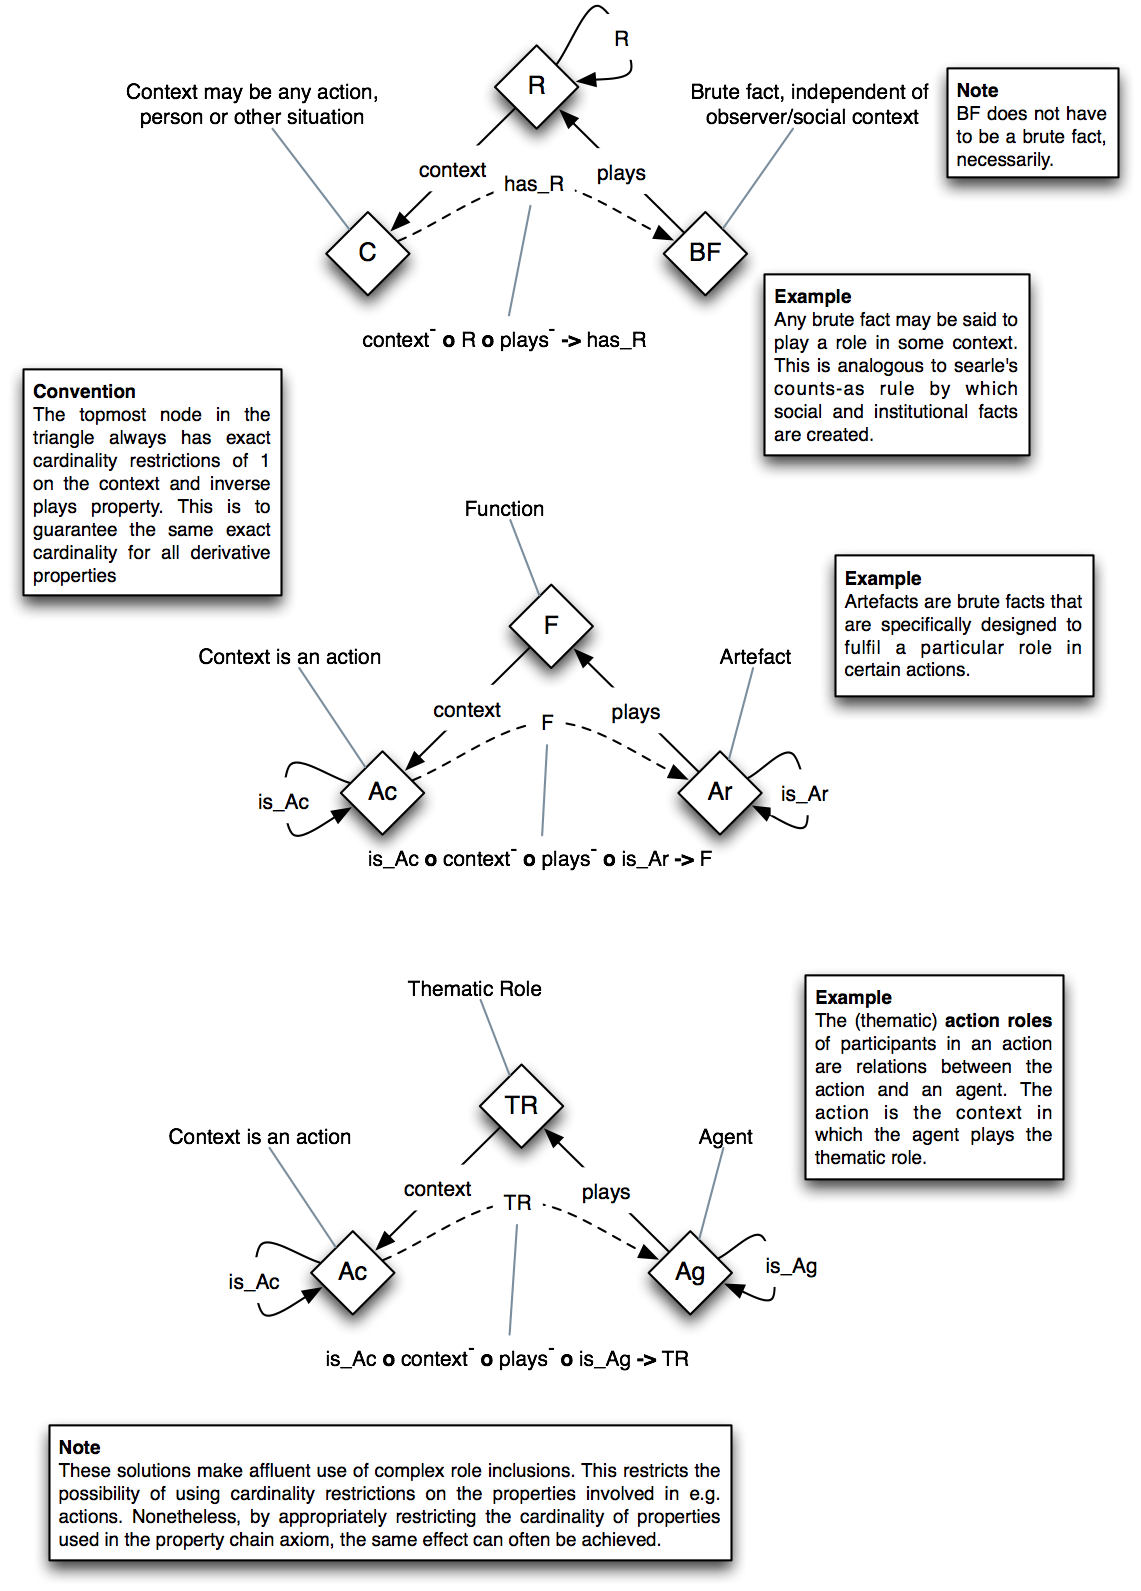 R
R
Context may be any action,
person or other situation
Brute fact, independent of
observer/social context
Note
BF does not have
to be a brute fact,
necessarily.
context
has_R
plays
C
BF
context⁻ o R o plays⁻ -> has_R
Example
Any brute fact may be said to
play a role in some context.
This is analogous to searle's
counts-as rule by which
social and institutional facts
are created.
Convention
The topmost node in the
triangle always has exact
cardinality restrictions of 1
on the context and inverse
plays property. This is to
guarantee the same exact
cardinality for all derivative
properties
Function
F
Example
Artefacts are brute facts that
are specifically designed to
fulfil a particular role in
certain actions.
Context is an action
Artefact
context
F
plays
Ac
Ar
is_Ac
is_Ar
is_Ac o context⁻ o plays⁻ o is_Ar -> F
Thematic Role
TR
Example
The (thematic) action roles
of participants in an action
are relations between the
action and an agent. The
action is the context in
which the agent plays the
thematic role.
Context is an action
Agent
context
TR
plays
Ac
Ag
is_Ac
is_Ag
is_Ac o context⁻ o plays⁻ o is_Ag -> TR
Note
These solutions make affluent use of complex role inclusions. This restricts the
possibility of using cardinality restrictions on the properties involved in e.g.
actions. Nonetheless, by appropriately restricting the cardinality of properties
used in the property chain axiom, the same effect can often be achieved.